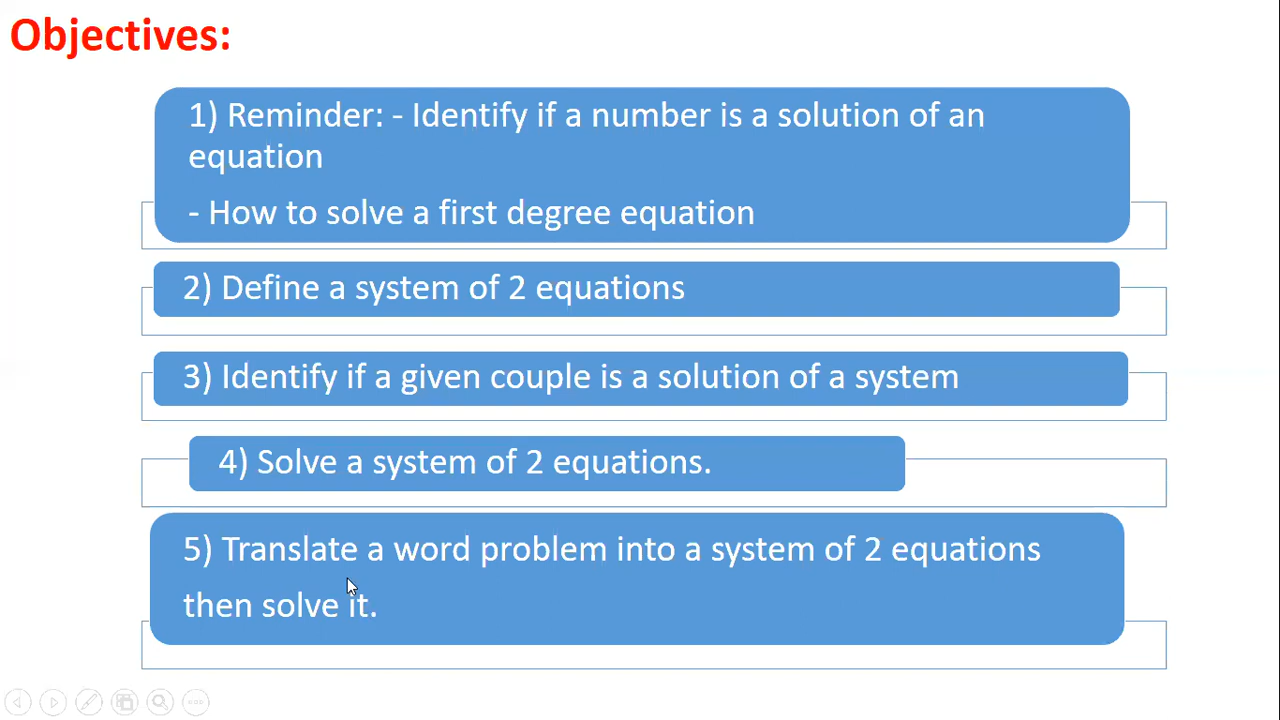 Objectives:
1) Reminder: - Identify if a number is a solution of an
equation
- How to solve a first degree equation
2) Define a system of 2 equations
3) Identify if a given couple is a solution of a system
4) Solve a system of 2 equations.
5) Translate a word problem into a system of 2 equations
then solve it.